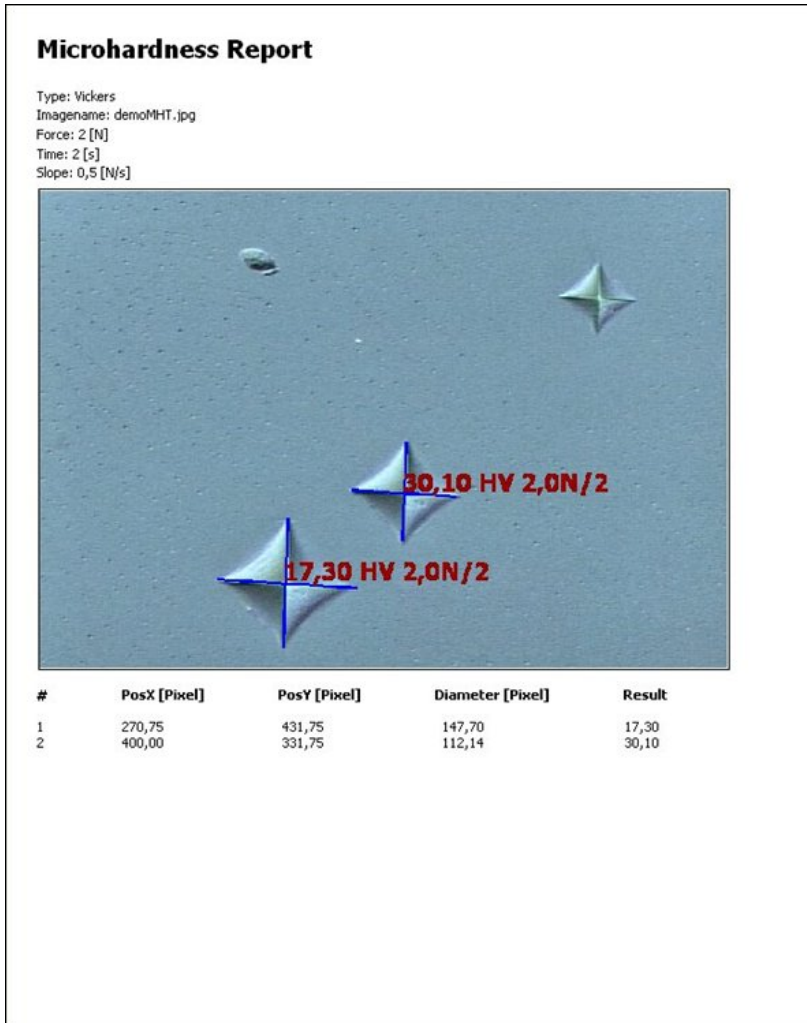 Microhardness Report
Type: Vickers
Imagename: demoMHT.jpg
Force: 2 [N]
Time: 2 [s]
Slope: 0,5 [N/s]
30,10 HV 2,0N/2
17,30 HV 2,0N/2
# PosX [Pixel] PosY [Pixel] Diameter [Pixel] Result
1 270,75 431,75 147,70 17,30
2 400,00 331,75 112,14 30,10